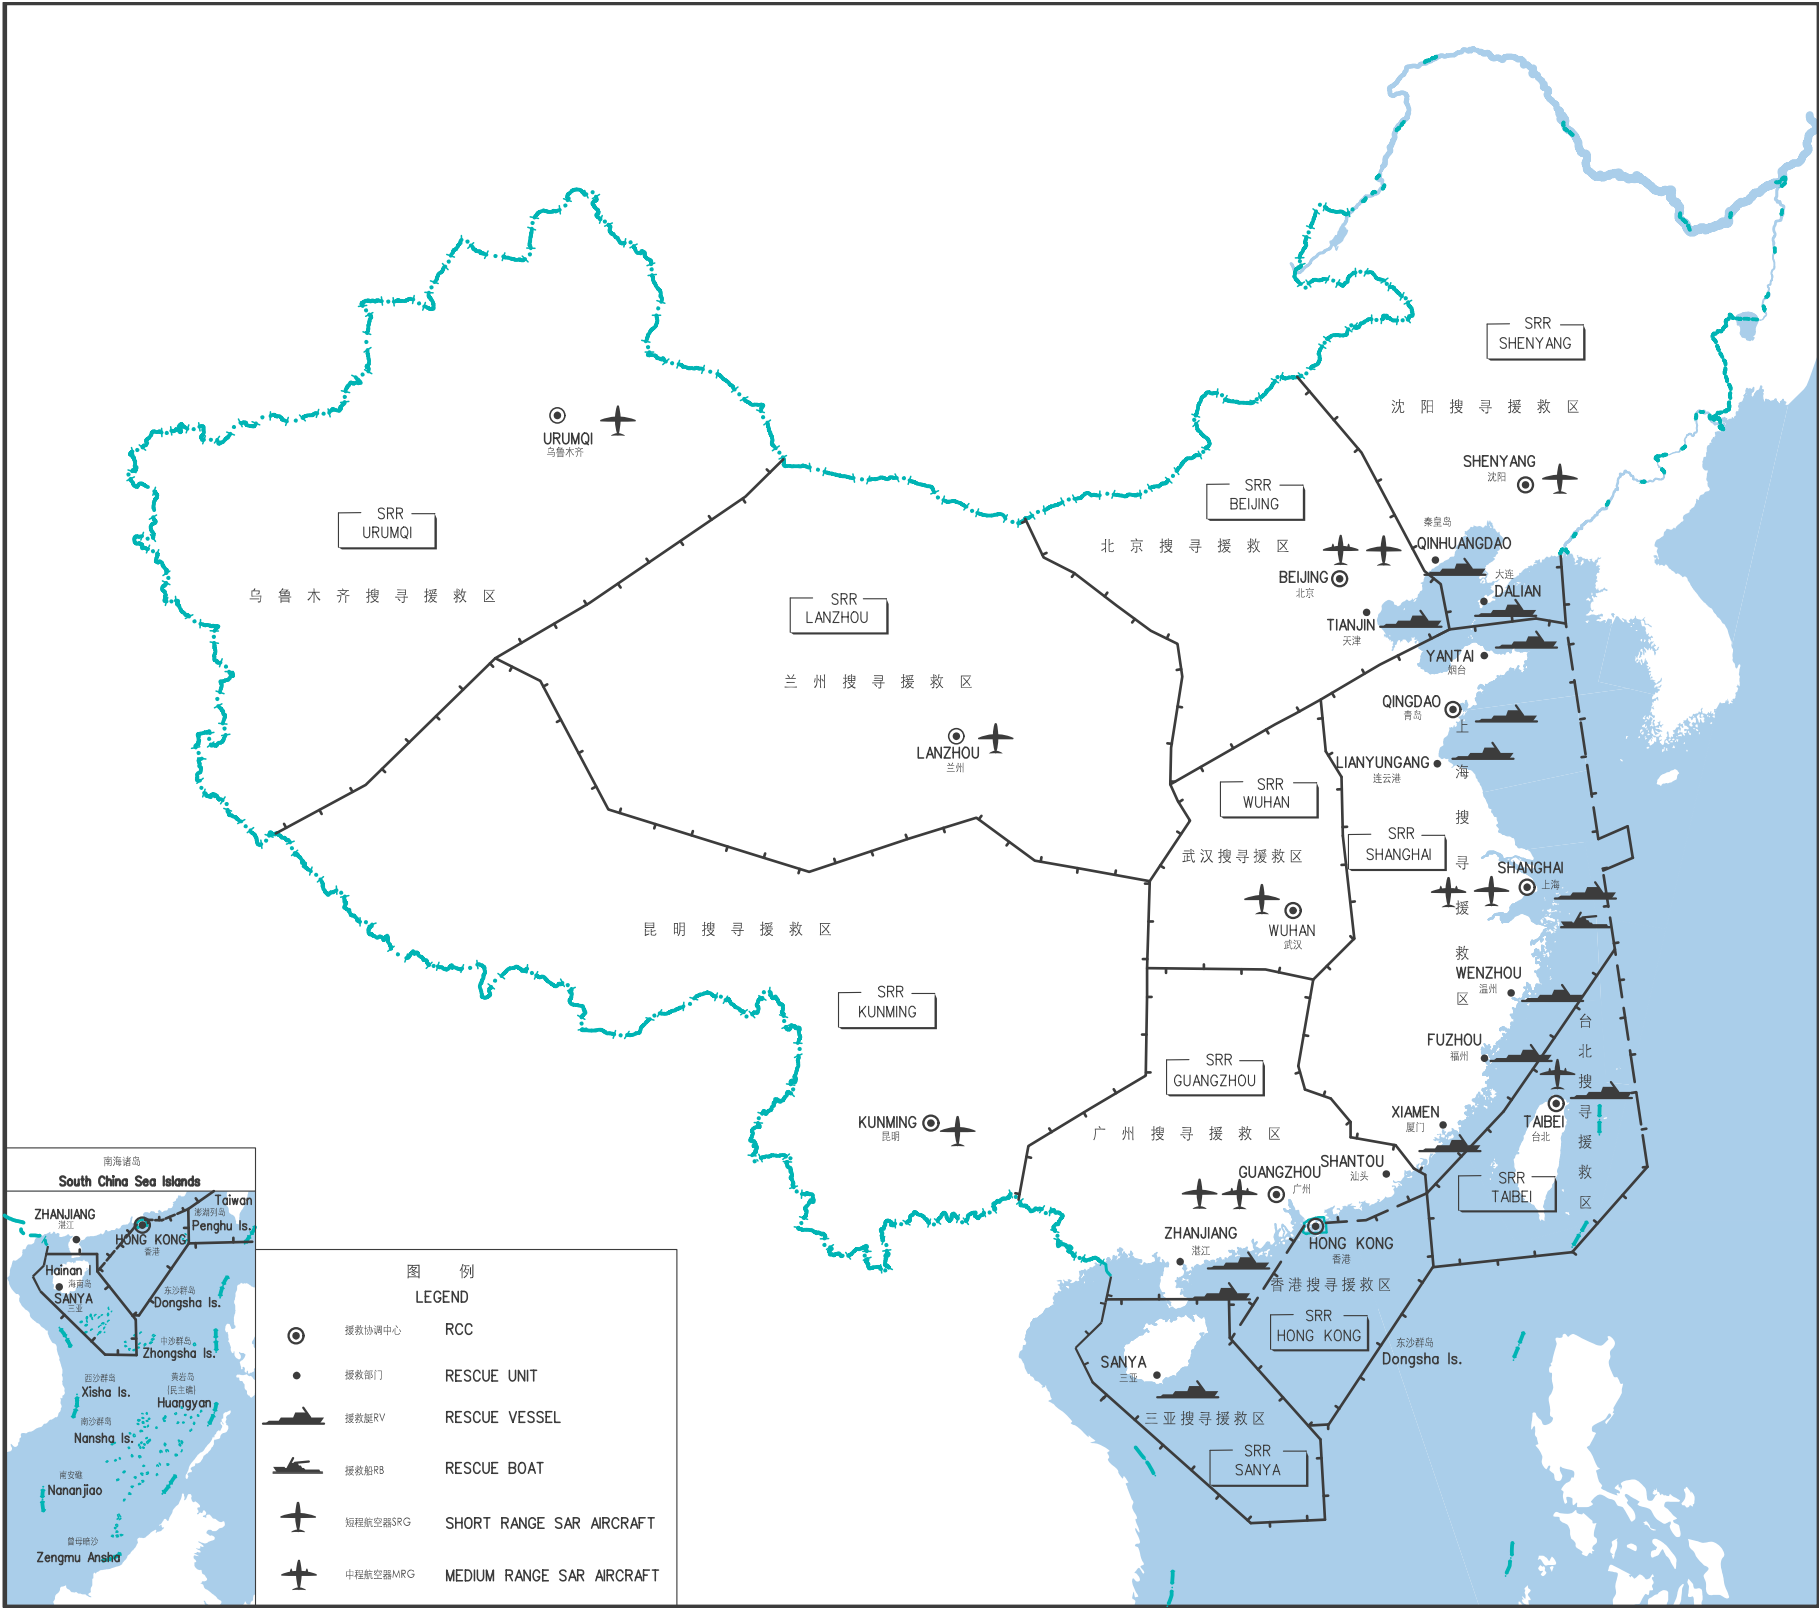 SRR
SHENYANG
沈阳搜寻援救区
SHENYANG
沈阳
URUMQI
乌鲁木齐
SRR
URUMQI
乌鲁木齐搜寻援救区
SRR
BEIJING
北京搜寻援救区
BEIJING
北京
秦皇岛
QINHUANGDAO
大连
DALIAN
TIANJIN
天津
YANTAI
烟台
SRR
LANZHOU
兰州搜寻援救区
LANZHOU
兰州
QINGDAO
青岛
LIANYUNGANG
连云港
上海搜寻援救区
SRR
WUHAN
武汉搜寻援救区
WUHAN
武汉
SRR
SHANGHAI
SHANGHAI
上海
WENZHOU
温州
FUZHOU
福州
昆明搜寻援救区
SRR
KUNMING
KUNMING
昆明
SRR
GUANGZHOU
广州搜寻援救区
GUANGZHOU
广州
XIAMEN
厦门
SHANTOU
汕头
台北搜寻援救区
TAIBEI
台北
SRR
TAIBEI
ZHANJIANG
湛江
HONG KONG
香港
香港搜寻援救区
SRR
HONG KONG
东沙群岛
Dongsha Is.
SANYA
三亚
三亚搜寻援救区
SRR
SANYA
南海诸岛
South China Sea Islands
ZHANJIANG
湛江
Taiwan
澎湖列岛
Penghu Is.
HONG KONG
香港
Hainan I
海南岛
SANYA
三亚
东沙群岛
Dongsha Is.
中沙群岛
Zhongsha Is.
西沙群岛
Xisha Is.
黄岩岛
(民主礁)
Huangyan
南沙群岛
Nansha Is.
南安礁
Nananjiao
曾母暗沙
Zengmu Ansha
图例
LEGEND
援救协调中心 RCC
援救部门 RESCUE UNIT
援救艇RV RESCUE VESSEL
援救船RB RESCUE BOAT
短程航空器SRG SHORT RANGE SAR AIRCRAFT
中程航空器MRG MEDIUM RANGE SAR AIRCRAFT